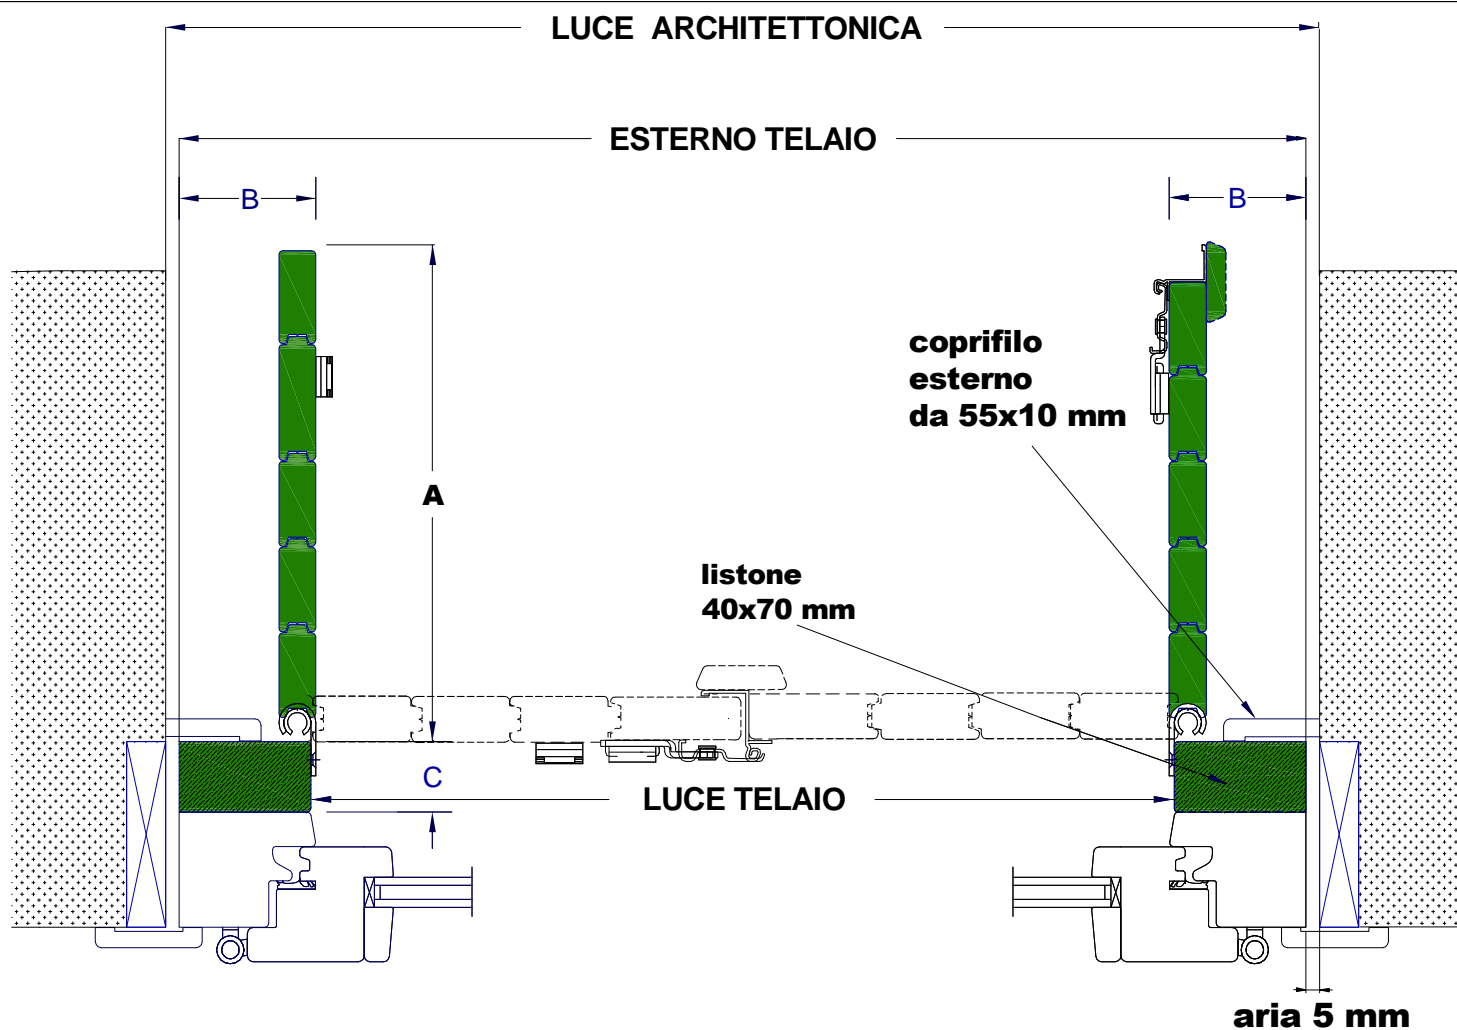 LUCE ARCHITETTONICA
ESTERNO TELAIO
B
B
coprifilo
esterno
da 55x10 mm
A
listone
40x70 mm
C
LUCE TELAIO
aria 5 mm